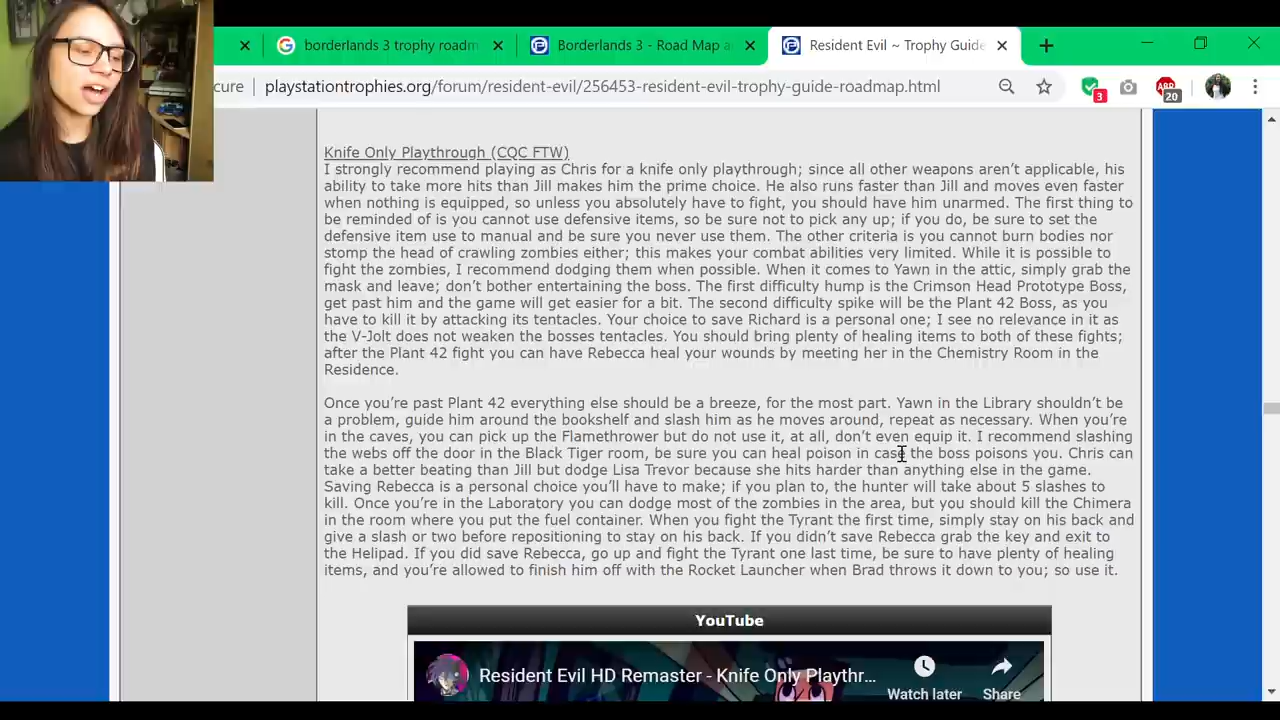 borderlands 3 trophy roadm
Borderlands 3 - Road Map a
Resident Evil ~ Trophy Guide
cure
playstationtrophies.org/forum/resident-evil/256453-resident-evil-trophy-guide-roadmap.html
3
ABP
20
Knife Only Playthrough (CQC FTW)
I strongly recommend playing as Chris for a knife only playthrough; since all other weapons aren't applicable, his
ability to take more hits than Jill makes him the prime choice. He also runs faster than Jill and moves even faster
when nothing is equipped, so unless you absolutely have to fight, you should have him unarmed. The first thing to
be reminded of is you cannot use defensive items, so be sure not to pick any up; if you do, be sure to set the
defensive item use to manual and be sure you never use them. The other criteria is you cannot burn bodies nor
stomp the head of crawling zombies either; this makes your combat abilities very limited. While it is possible to
fight the zombies, I recommend dodging them when possible. When it comes to Yawn in the attic, simply grab the
mask and leave; don't bother entertaining the boss. The first difficulty hump is the Crimson Head Prototype Boss,
get past him and the game will get easier for a bit. The second difficulty spike will be the Plant 42 Boss, as you
have to kill it by attacking its tentacles. Your choice to save Richard is a personal one; I see no relevance in it as
the V-Jolt does not weaken the bosses tentacles. You should bring plenty of healing items to both of these fights;
after the Plant 42 fight you can have Rebecca heal your wounds by meeting her in the Chemistry Room in the
Residence.
Once you're past Plant 42 everything else should be a breeze, for the most part. Yawn in the Library shouldn't be
a problem, guide him around the bookshelf and slash him as he moves around, repeat as necessary. When you're
in the caves, you can pick up the Flamethrower but do not use it, at all, don't even equip it. I recommend slashing
the webs off the door in the Black Tiger room, be sure you can heal poison in case the boss poisons you. Chris can
take a better beating than Jill but dodge Lisa Trevor because she hits harder than anything else in the game.
Saving Rebecca is a personal choice you'll have to make; if you plan to, the hunter will take about 5 slashes to
kill. Once you're in the Laboratory you can dodge most of the zombies in the area, but you should kill the Chimera
in the room where you put the fuel container. When you fight the Tyrant the first time, simply stay on his back and
give a slash or two before repositioning to stay on his back. If you didn't save Rebecca grab the key and exit to
the Helipad. If you did save Rebecca, go up and fight the Tyrant one last time, be sure to have plenty of healing
items, and you're allowed to finish him off with the Rocket Launcher when Brad throws it down to you; so use it.
YouTube
Resident Evil HD Remaster - Knife Only Playthr...
Watch later
Share